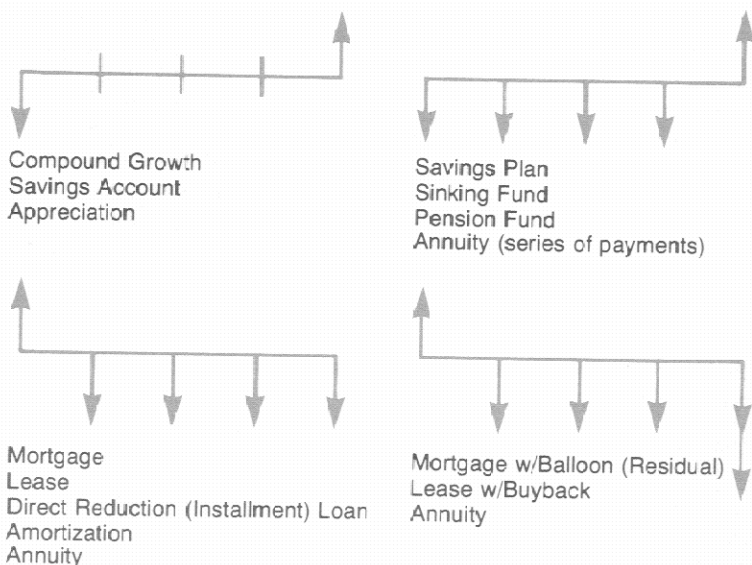 Compound Growth
Savings Account
Appreciation
Savings Plan
Sinking Fund
Pension Fund
Annuity (series of payments)
Mortgage
Lease
Direct Reduction (Installment) Loan
Amortization
Annuity
Mortgage w/Balloon (Residual)
Lease w/Buyback
Annuity